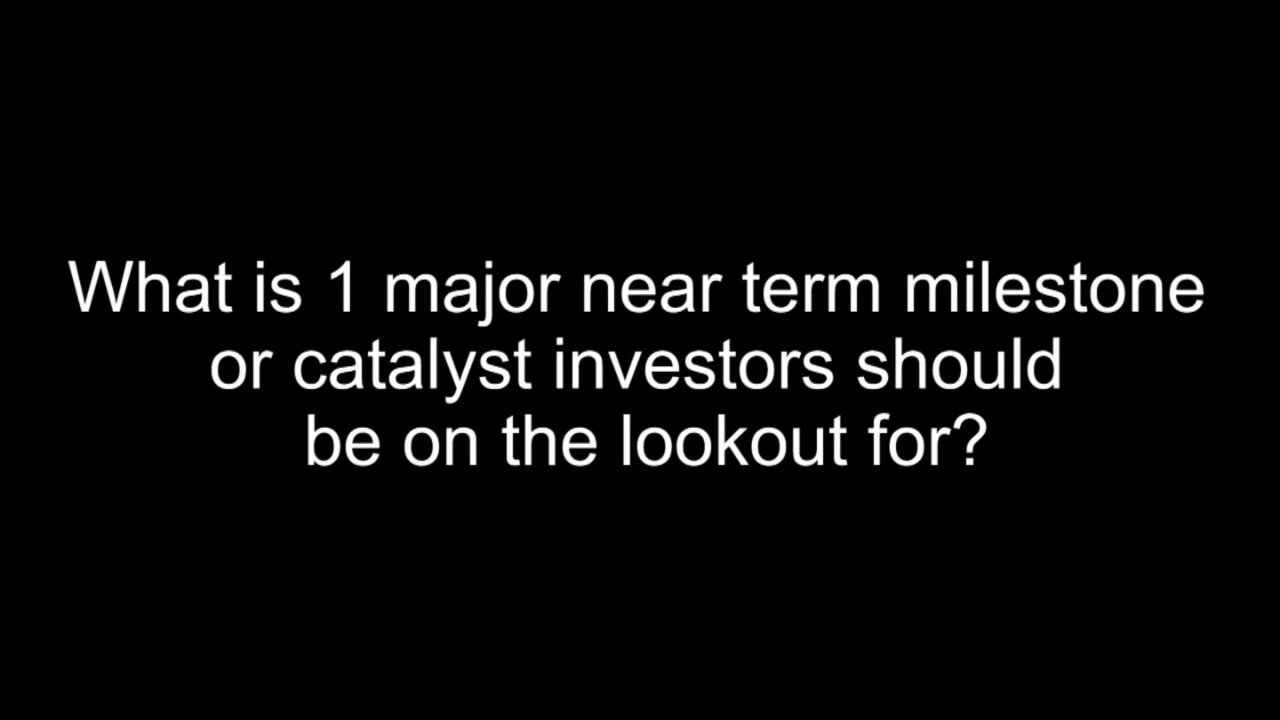 What is 1 major near term milestone
or catalyst investors should
be on the lookout for?